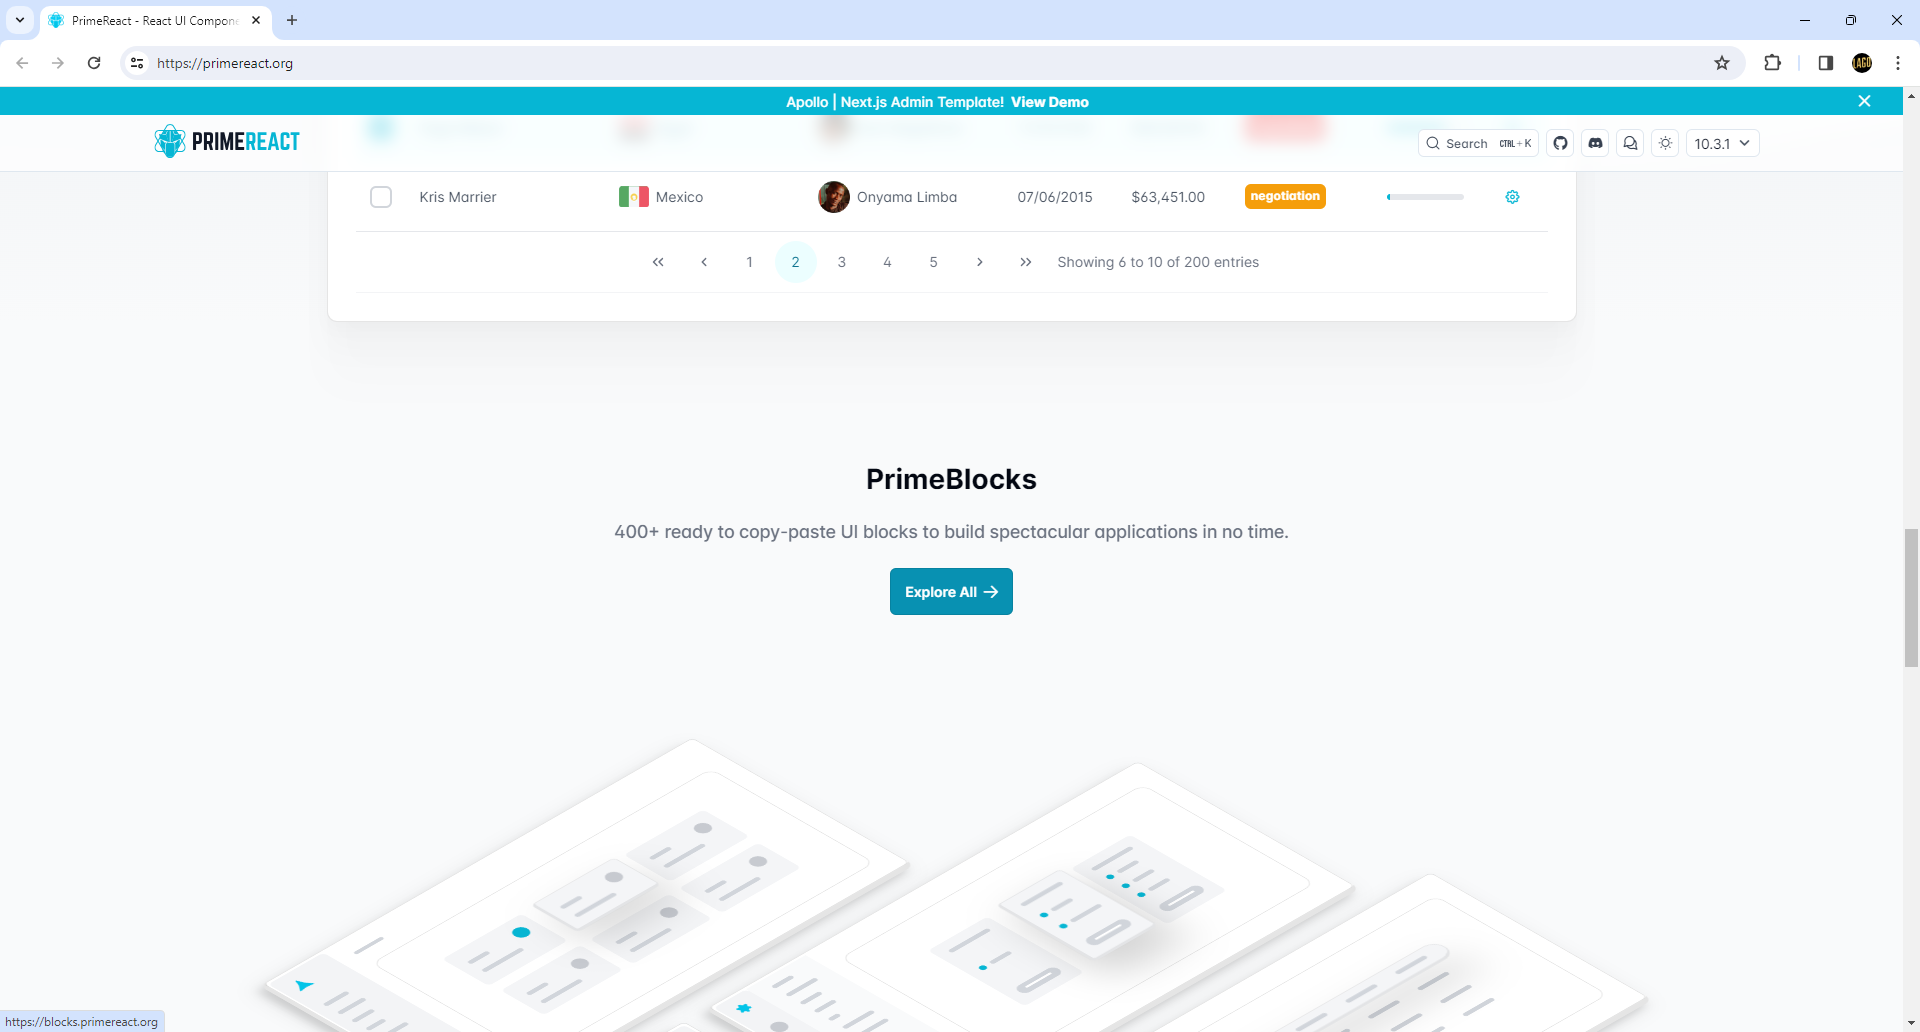 PrimeReact - React UI Compone
https://primereact.org
Apollo | Next.js Admin Template! View Demo
PRIMEREACT
Search CTRL+K
10.3.1
Kris Marrier Mexico Onyama Limba 07/06/2015 $63,451.00 negotiation
1 2 3 4 5 Showing 6 to 10 of 200 entries
PrimeBlocks
400+ ready to copy-paste UI blocks to build spectacular applications in no time.
Explore All
https://blocks.primereact.org